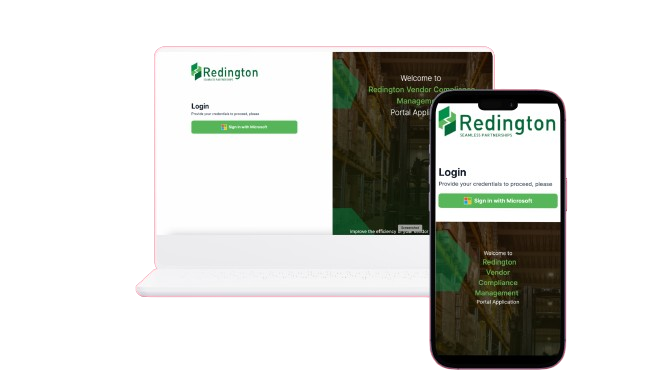 Redington
SEAMLESS PARTNERSHIPS
Login
Provide your credentials to proceed, please
Sign in with Microsoft
Welcome to
Redington Vendor Compliance
Management
Portal Applic
Improve the efficiency of your vendor
Redington
SEAMLESS PARTNERSHIPS
Login
Provide your credentials to proceed, please
Sign in with Microsoft
Welcome to
Redington
Vendor
Compliance
Management
Portal Application